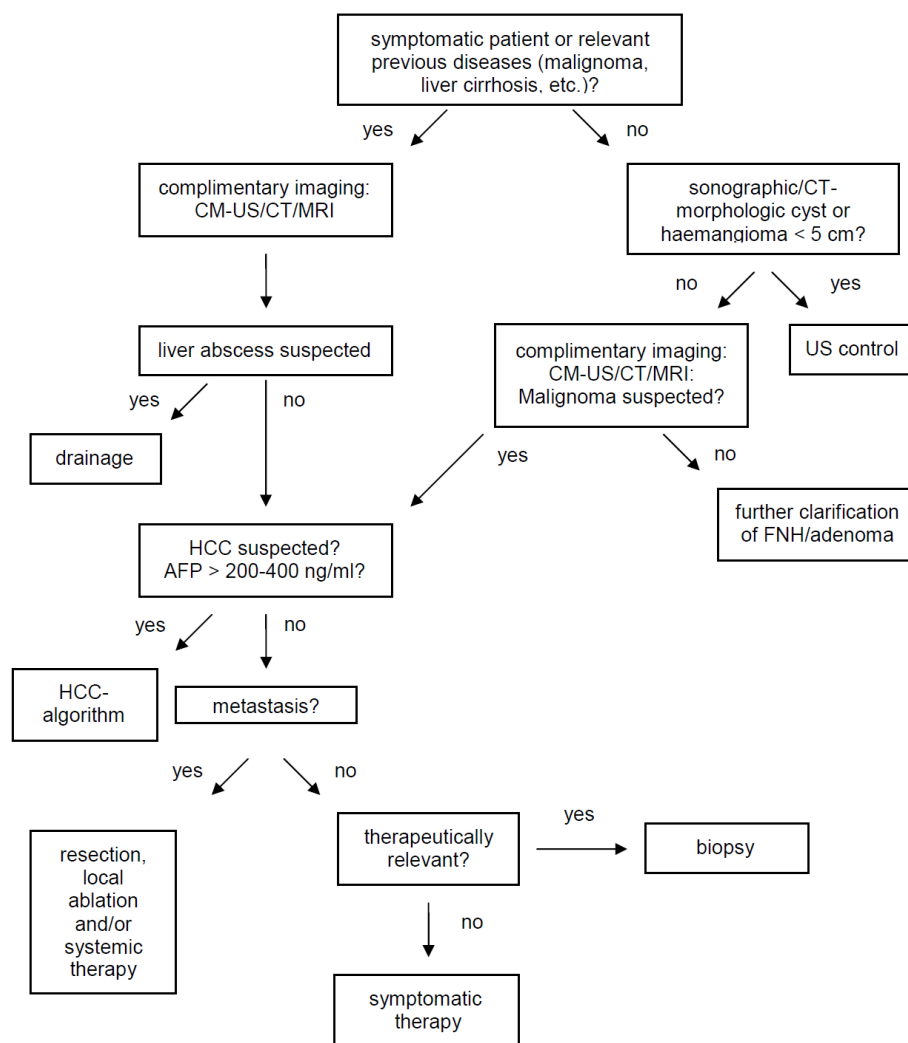 symptomatic patient or relevant
previous diseases (malignoma,
liver cirrhosis, etc.)?
yes
no
complimentary imaging:
CM-US/CT/MRI
sonographic/CT-
morphologic cyst or
haemangioma < 5 cm?
no
yes
liver abscess suspected
complimentary imaging:
CM-US/CT/MRI:
Malignoma suspected?
US control
yes
no
drainage
yes
no
further clarification
of FNH/adenoma
HCC suspected?
AFP > 200-400 ng/ml?
yes
no
HCC-
algorithm
metastasis?
yes
no
resection,
local
ablation
and/or
systemic
therapy
therapeutically
relevant?
yes
biopsy
no
symptomatic
therapy